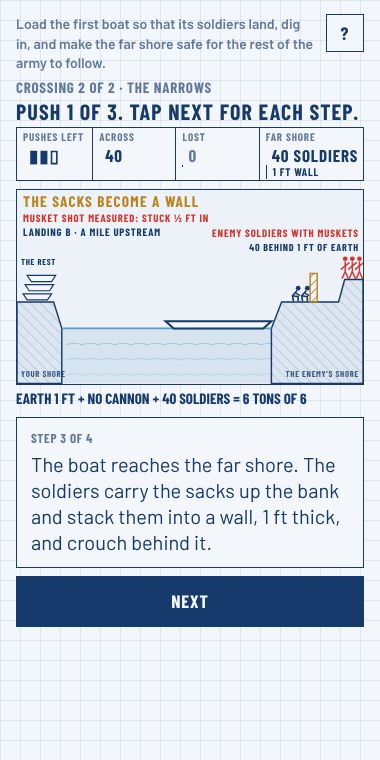 Load the first boat so that its soldiers land, dig
in, and make the far shore safe for the rest of the
army to follow.
?
CROSSING 2 OF 2 · THE NARROWS
PUSH 1 OF 3. TAP NEXT FOR EACH STEP.
PUSHES LEFT
ACROSS
40
LOST
0
FAR SHORE
40 SOLDIERS
1 FT WALL
THE SACKS BECOME A WALL
MUSKET SHOT MEASURED: STUCK ½ FT IN
LANDING B · A MILE UPSTREAM
ENEMY SOLDIERS WITH MUSKETS
40 BEHIND 1 FT OF EARTH
THE REST
YOUR SHORE
THE ENEMY'S SHORE
EARTH 1 FT + NO CANNON + 40 SOLDIERS = 6 TONS OF 6
STEP 3 OF 4
The boat reaches the far shore. The
soldiers carry the sacks up the bank
and stack them into a wall, 1 ft thick,
and crouch behind it.
NEXT